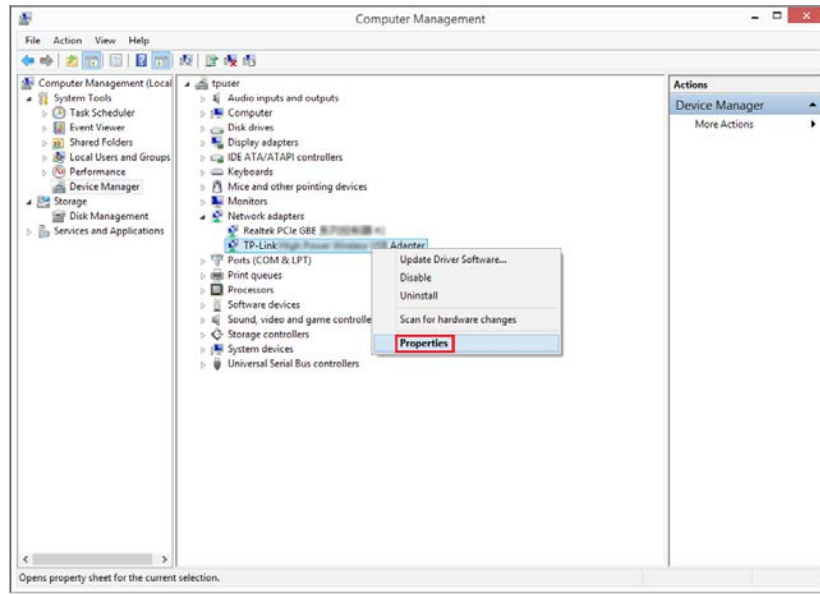 Computer Management
File Action View Help
Computer Management (Local
System Tools
Task Scheduler
Event Viewer
Shared Folders
Local Users and Groups
Performance
Device Manager
Storage
Disk Management
Services and Applications
tpuser
Audio inputs and outputs
Computer
Disk drives
Display adapters
IDE ATA/ATAPI controllers
Keyboards
Mice and other pointing devices
Monitors
Network adapters
Realtek PCIe GBE
TP-Link Adapter
Ports (COM & LPT)
Print queues
Processors
Software devices
Sound, video and game controlle
Storage controllers
System devices
Universal Serial Bus controllers
Update Driver Software...
Disable
Uninstall
Scan for hardware changes
Properties
Actions
Device Manager
More Actions
Opens property sheet for the current selection.